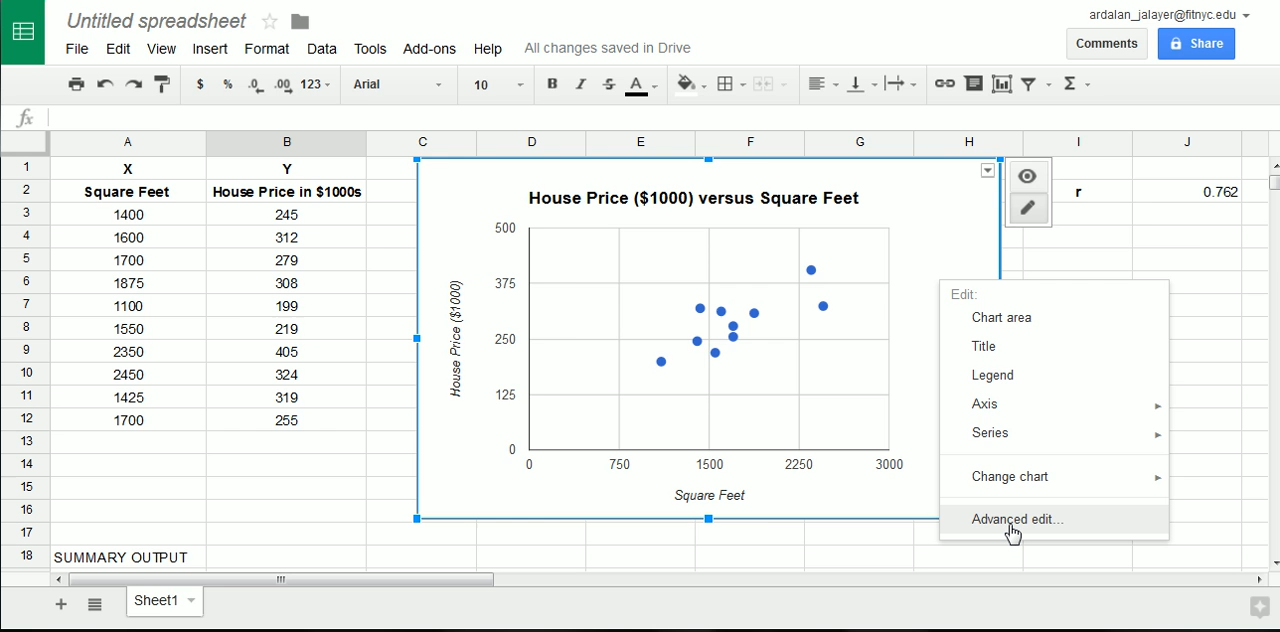 Untitled spreadsheet
ardalan_jalayer@fitnyc.edu
File Edit View Insert Format Data Tools Add-ons Help All changes saved in Drive
Comments Share
$ % .0 .00 123 Arial 10 B I S A Σ
fx
A B C D E F G H I J
1 X Y
2 Square Feet House Price in $1000s r 0.762
3 1400 245
4 1600 312
5 1700 279
6 1875 308
7 1100 199
8 1550 219
9 2350 405
10 2450 324
11 1425 319
12 1700 255
13
14
15
16
17
18 SUMMARY OUTPUT
House Price ($1000) versus Square Feet
500
375
250
125
0
House Price ($1000)
0 750 1500 2250 3000
Square Feet
Edit:
Chart area
Title
Legend
Axis
Series
Change chart
Advanced edit...
Sheet1